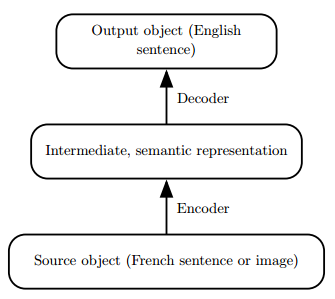 Output object (English
sentence)
Decoder
Intermediate, semantic representation
Encoder
Source object (French sentence or image)